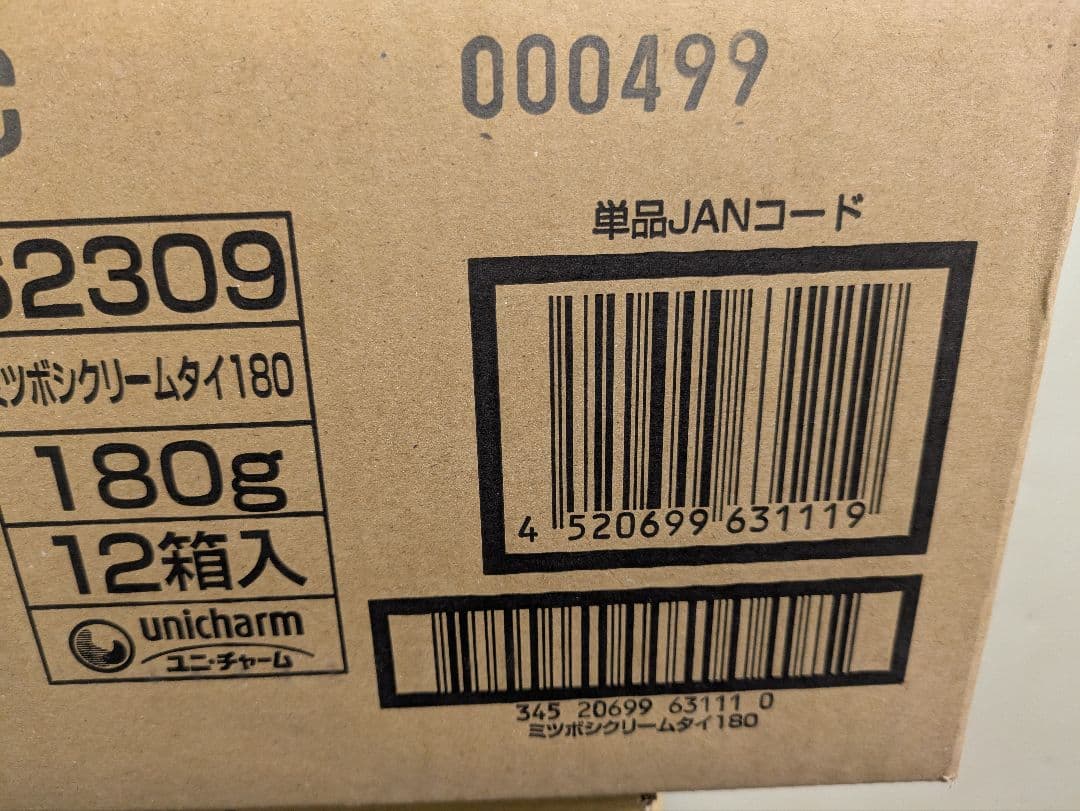 000499
単品JANコード
52309
ミツボシクリームタイ180
180g
12箱入
unicharm
ユニ・チャーム
4 520699 631119
345 20699 63111 0
ミツボシクリームタイ180